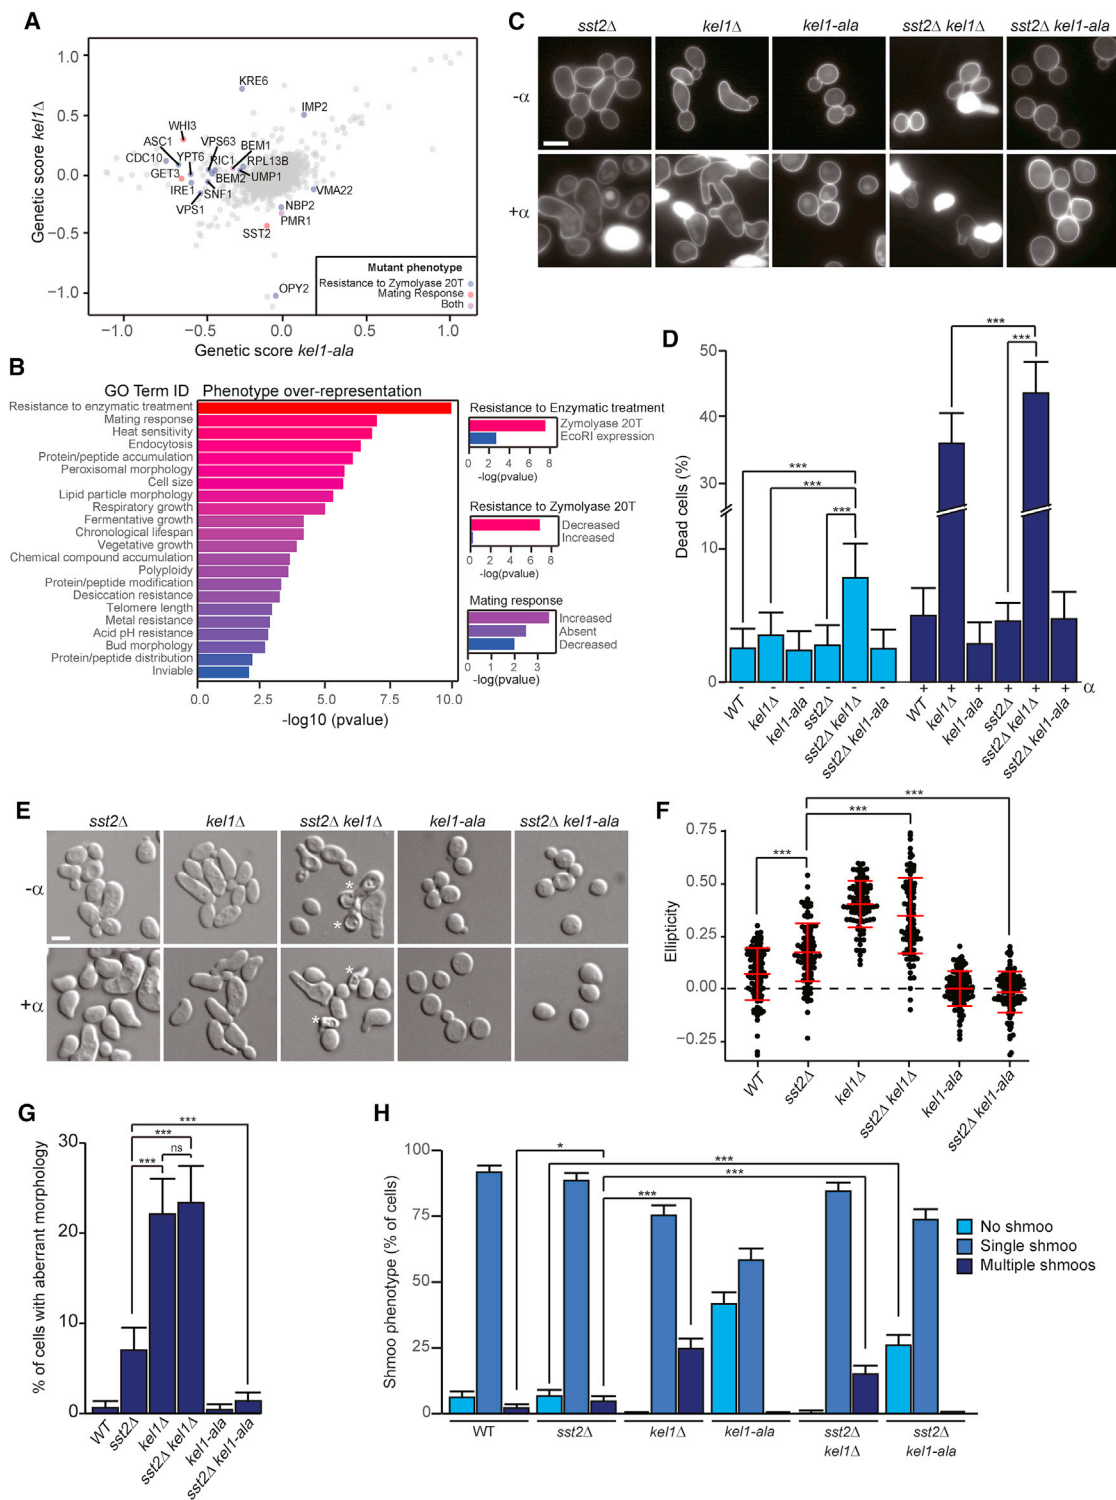 A
Genetic score kel1Δ
1.0
0.5
0.0
−0.5
−1.0
KRE6
IMP2
WHI3
VPS63
ASC1
BEM1
CDC10
YPT6
RIC1
RPL13B
GET3
BEM2
UMP1
IRE1
SNF1
VMA22
VPS1
NBP2
PMR1
SST2
OPY2
Mutant phenotype
Resistance to Zymolyase 20T
Mating Response
Both
−1.0
−0.5
0.0
0.5
1.0
Genetic score kel1-ala
B
GO Term ID
Phenotype over-representation
Resistance to enzymatic treatment
Mating response
Heat sensitivity
Endocytosis
Protein/peptide accumulation
Peroxisomal morphology
Cell size
Lipid particle morphology
Respiratory growth
Fermentative growth
Chronological lifespan
Vegetative growth
Chemical compound accumulation
Polyploidy
Protein/peptide modification
Desiccation resistance
Telomere length
Metal resistance
Acid pH resistance
Bud morphology
Protein/peptide distribution
Inviable
0.0
2.5
5.0
7.5
10.0
-log10 (pvalue)
Resistance to Enzymatic treatment
Zymolyase 20T
EcoRI expression
0 2 4 6 8
-log(pvalue)
Resistance to Zymolyase 20T
Decreased
Increased
0 2 4 6 8
-log(pvalue)
Mating response
Increased
Absent
Decreased
0 1 2 3
-log(pvalue)
C
sst2Δ
kel1Δ
kel1-ala
sst2Δ kel1Δ
sst2Δ kel1-ala
-α
+α
D
Dead cells (%)
50
40
30
10
0
***
***
***
***
***
- - - - - -
+ + + + + +
α
WT
kel1Δ
kel1-ala
sst2Δ
sst2Δ kel1Δ
sst2Δ kel1-ala
WT
kel1Δ
kel1-ala
sst2Δ
sst2Δ kel1Δ
sst2Δ kel1-ala
E
sst2Δ
kel1Δ
sst2Δ kel1Δ
kel1-ala
sst2Δ kel1-ala
-α
*
*
+α
*
*
F
Ellipticity
0.75
0.50
0.25
0.00
−0.25
***
***
***
WT
sst2Δ
kel1Δ
sst2Δ kel1Δ
kel1-ala
sst2Δ kel1-ala
G
% of cells with aberrant morphology
30
20
10
0
***
***
***
ns
WT
sst2Δ
kel1Δ
sst2Δ kel1Δ
kel1-ala
sst2Δ kel1-ala
H
Shmoo phenotype (% of cells)
100
75
50
25
0
*
***
***
***
No shmoo
Single shmoo
Multiple shmoos
WT
sst2Δ
kel1Δ
kel1-ala
sst2Δ
kel1Δ
sst2Δ
kel1-ala